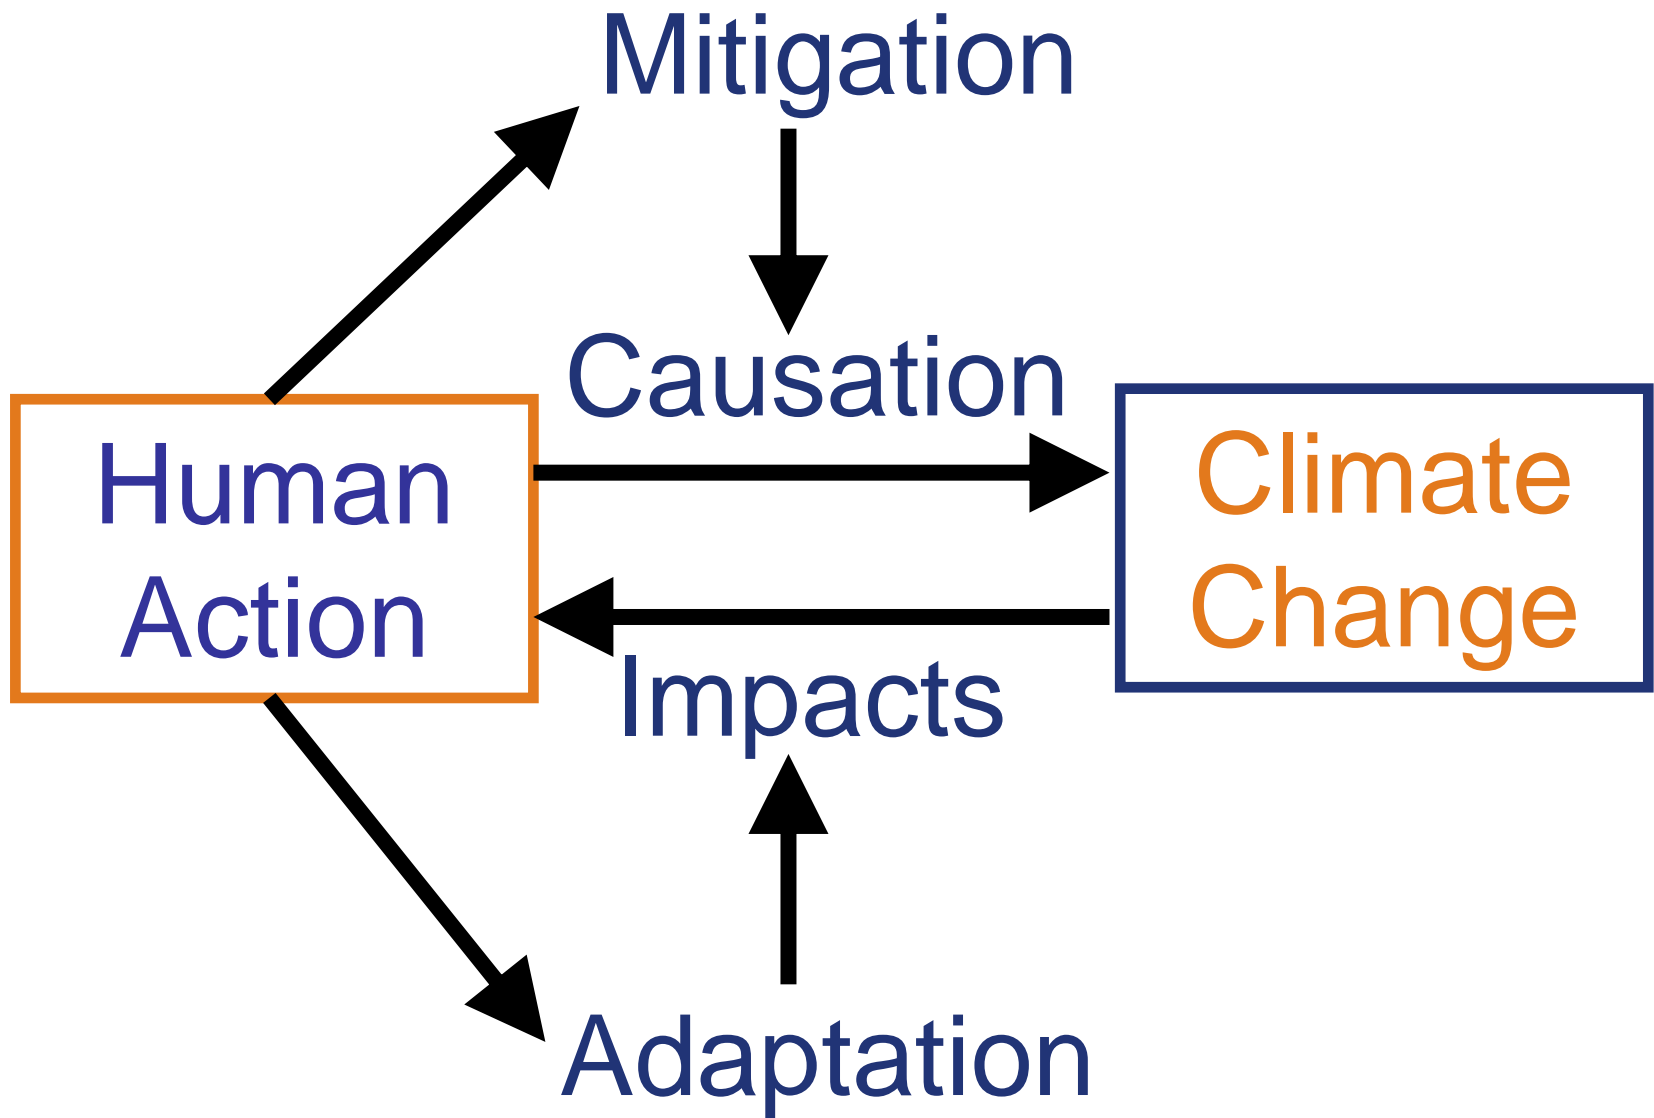 Mitigation
Causation
Human
Action
Climate
Change
Impacts
Adaptation